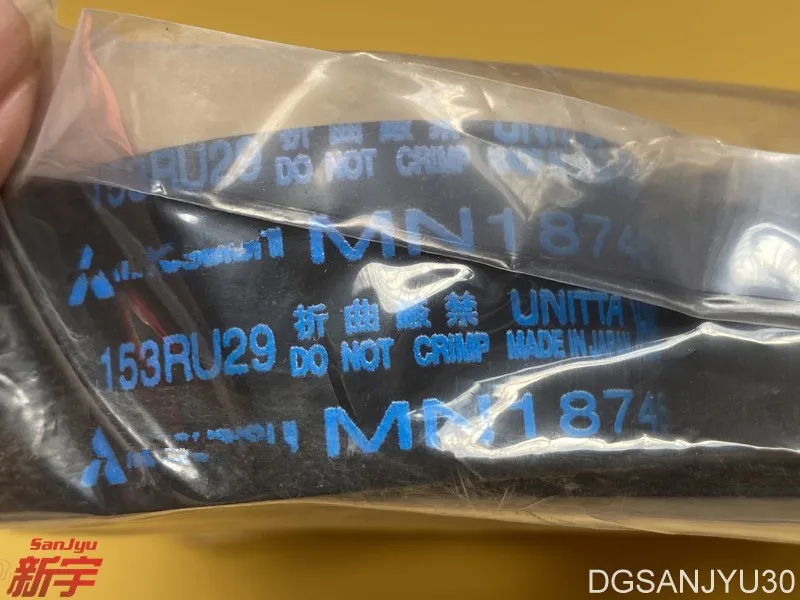 153RU29 折曲厳禁 UNITTA
DO NOT CRIMP
MN1874
153RU29 折曲厳禁 UNITTA
DO NOT CRIMP MADE IN JAPAN
MN1874
SanJyu
新宇
DGSANJYU30